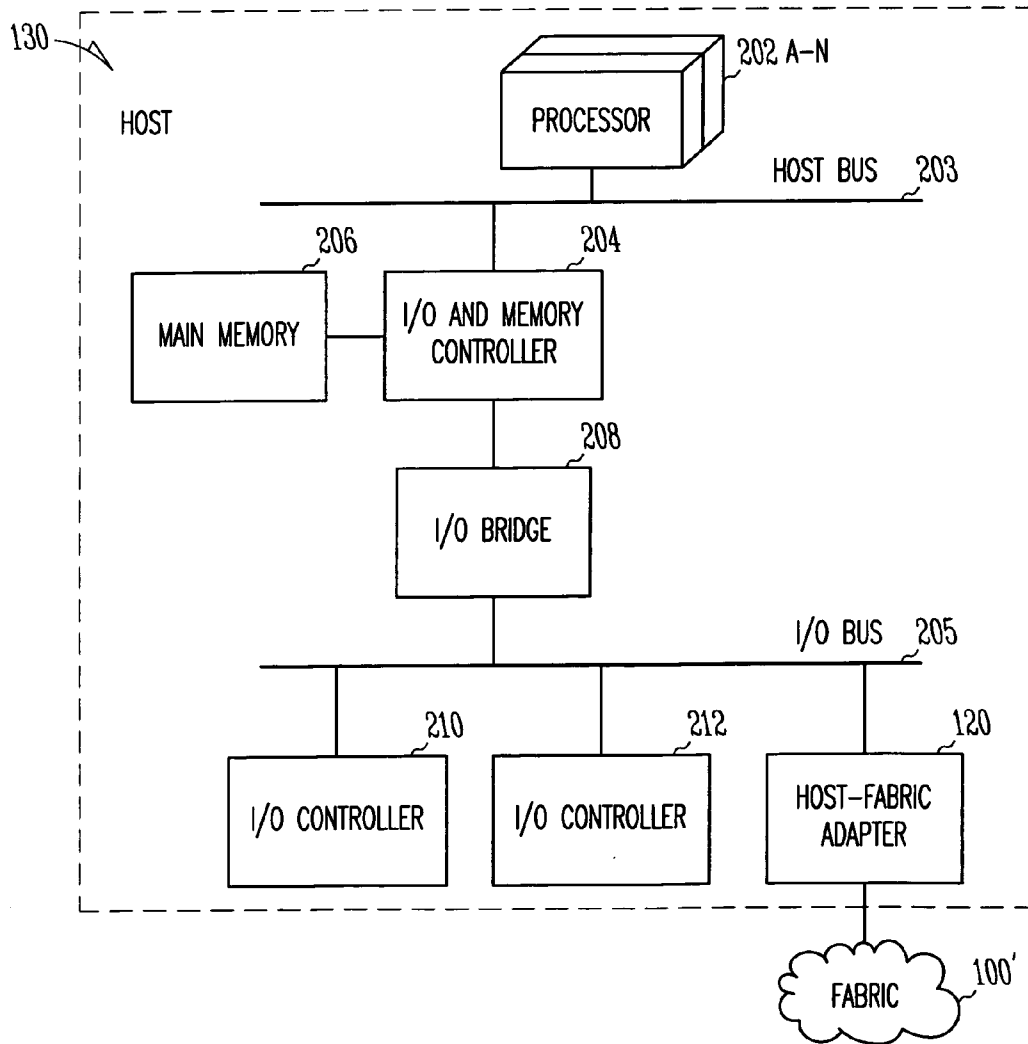 130
HOST
202 A-N
PROCESSOR
HOST BUS
203
206
204
MAIN MEMORY
I/O AND MEMORY
CONTROLLER
208
I/O BRIDGE
I/O BUS
205
210
212
120
I/O CONTROLLER
I/O CONTROLLER
HOST-FABRIC
ADAPTER
FABRIC
100'